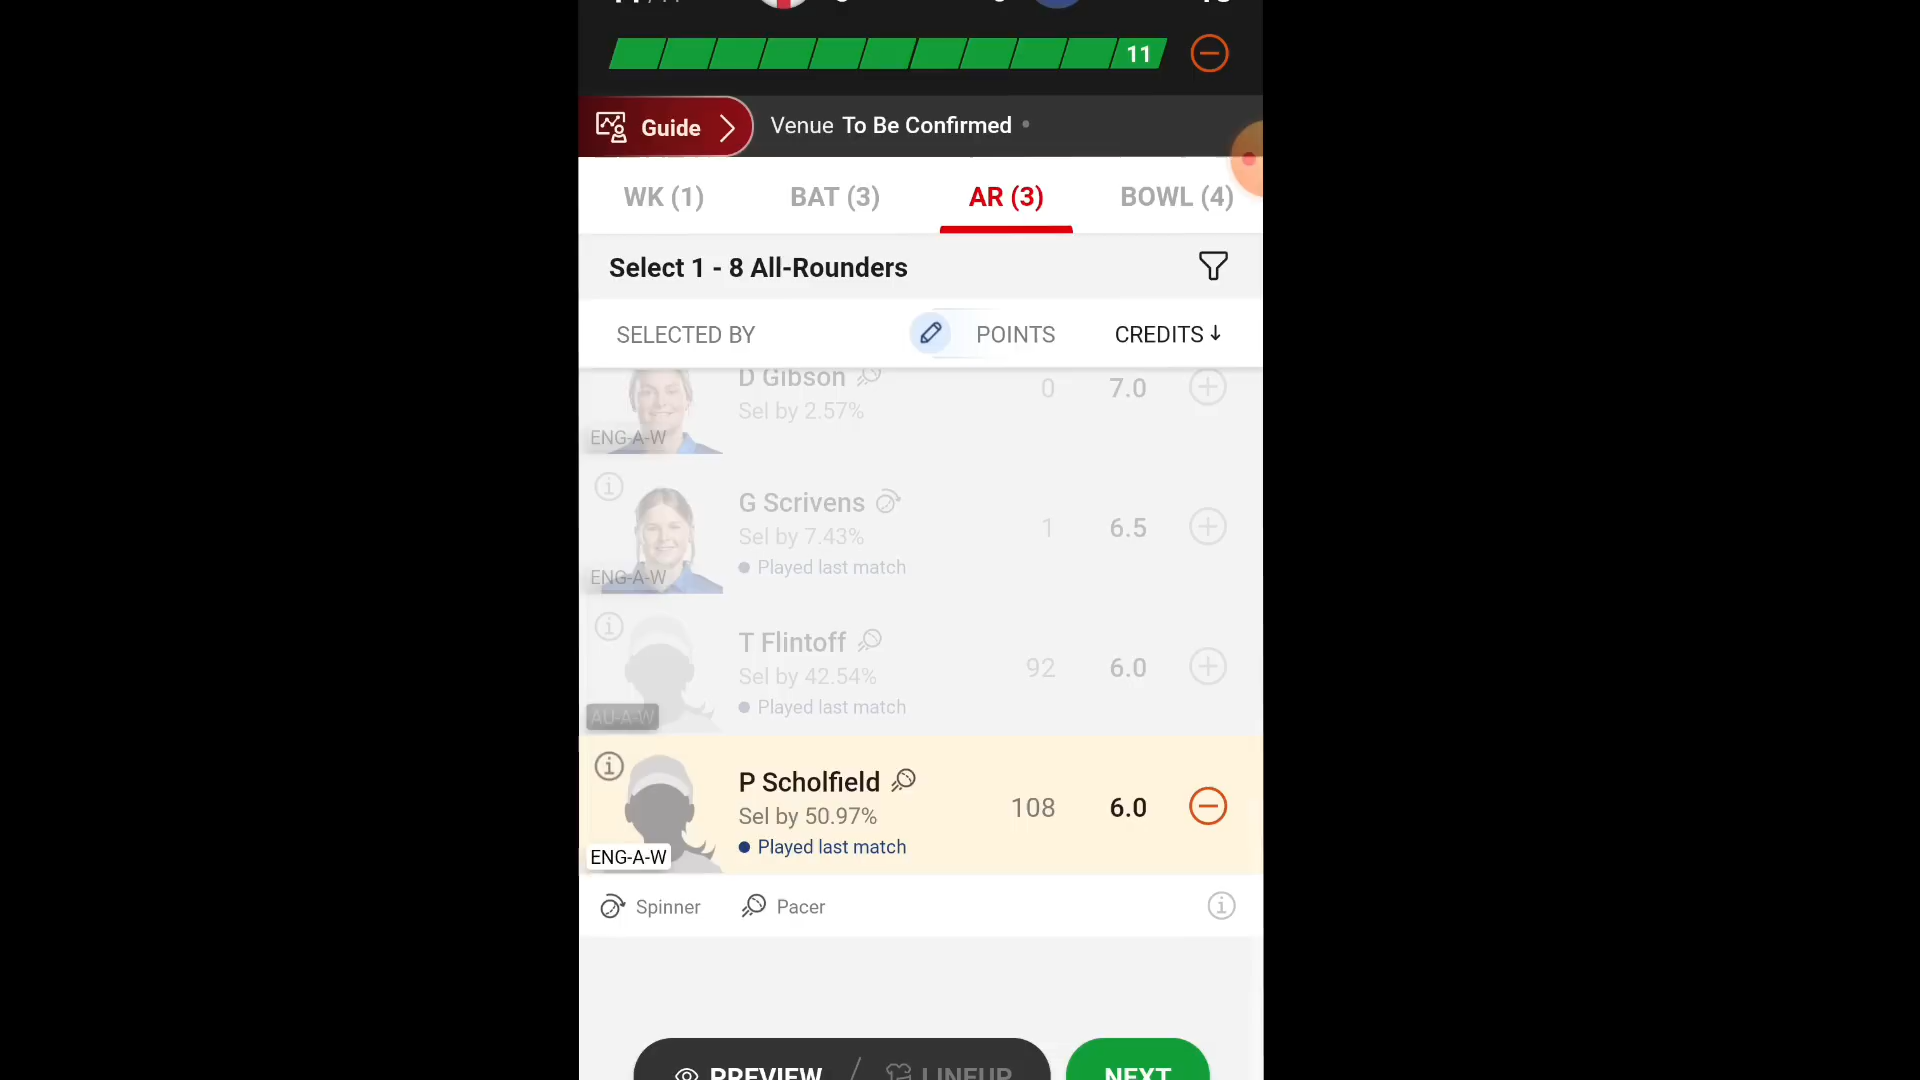 11
Guide
Venue To Be Confirmed
WK (1) BAT (3) AR (3) BOWL (4)
Select 1 - 8 All-Rounders
SELECTED BY POINTS CREDITS ↓
D Gibson
Sel by 2.57%
0 7.0
ENG-A-W
G Scrivens
Sel by 7.43%
Played last match
1 6.5
ENG-A-W
T Flintoff
Sel by 42.54%
Played last match
92 6.0
AU-A-W
P Scholfield
Sel by 50.97%
Played last match
108 6.0
ENG-A-W
Spinner Pacer
PREVIEW / LINEUP NEXT